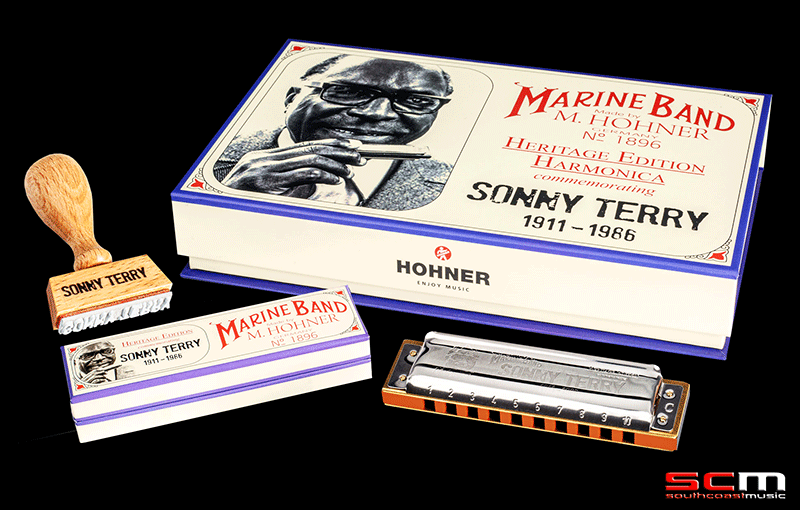 MARINE BAND
Made by
M. HOHNER
GERMANY
Nº 1896
HERITAGE EDITION
HARMONICA
commemorating
SONNY TERRY
1911 – 1986
HOHNER
ENJOY MUSIC
SONNY TERRY
HERITAGE EDITION
SONNY TERRY
1911 – 1986
MARINE BAND
M. HOHNER
Nº 1896
SONNY TERRY
1 2 3 4 5 6 7 8 9 10
C
SCM
southcoastmusic